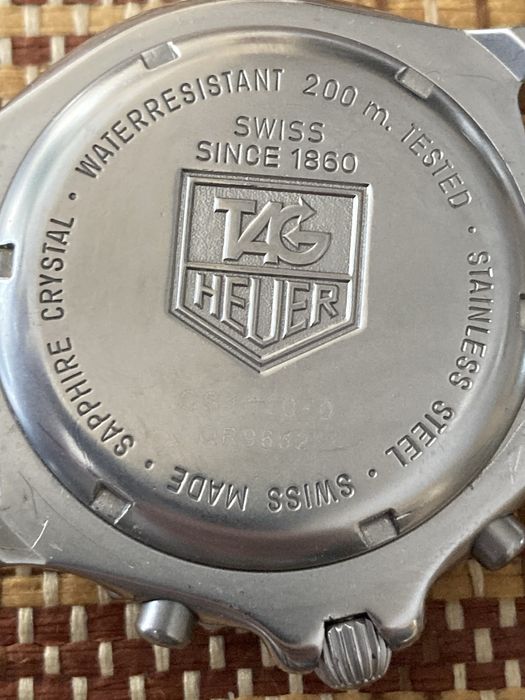 WATERRESISTANT 200 m. TESTED · STAINLESS STEEL · SWISS MADE · SAPPHIRE CRYSTAL ·
SWISS
SINCE 1860
TAG
HEUER